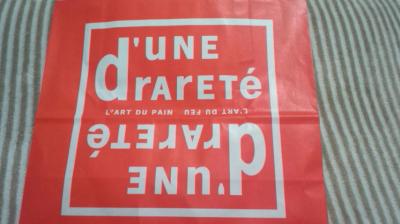 d'UNE
drareté
L'ART DU PAIN L'ART DU FEU
drareté
d'UNE